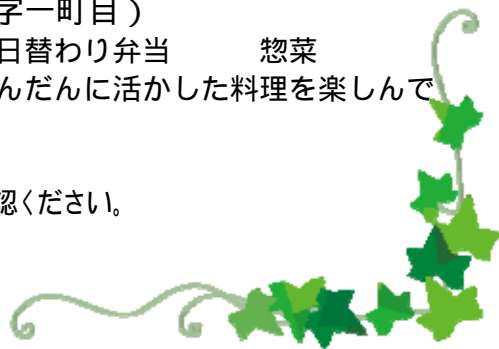 字一町目）
日替わり弁当　　　惣菜
んだんに活かした料理を楽しんで
認ください。